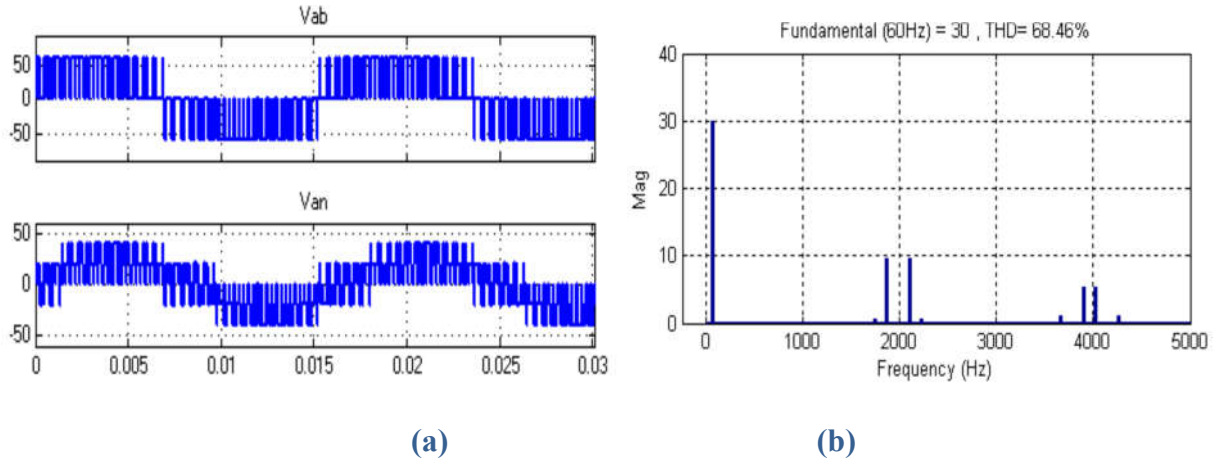 Vab
50
0
-50
Van
50
0
-50
0 0.005 0.01 0.015 0.02 0.025 0.03
(a)
Fundamental (60Hz) = 30 , THD= 68.46%
Mag
40
30
20
10
0
0 1000 2000 3000 4000 5000
Frequency (Hz)
(b)